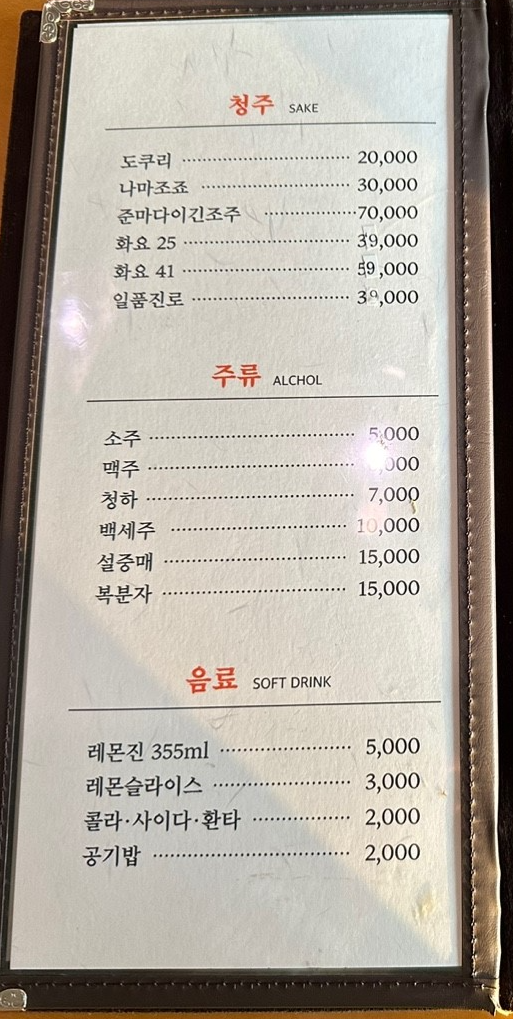 청주 SAKE
도쿠리 ································ 20,000
나마조죠 ···························· 30,000
준마다이긴조주 ·················70,000
화요 25 ································ 39,000
화요 41 ································ 59,000
일품진로 ······························ 39,000
주류 ALCHOL
소주 ······································· 5,000
맥주 ·······································
청하 ······································· 7,000
백세주 ································· 10,000
설중매 ·································· 15,000
복분자 ·································· 15,000
음료 SOFT DRINK
레몬진 355ml ························ 5,000
레몬슬라이스 ························· 3,000
콜라·사이다·환타 ·················· 2,000
공기밥 ···································· 2,000